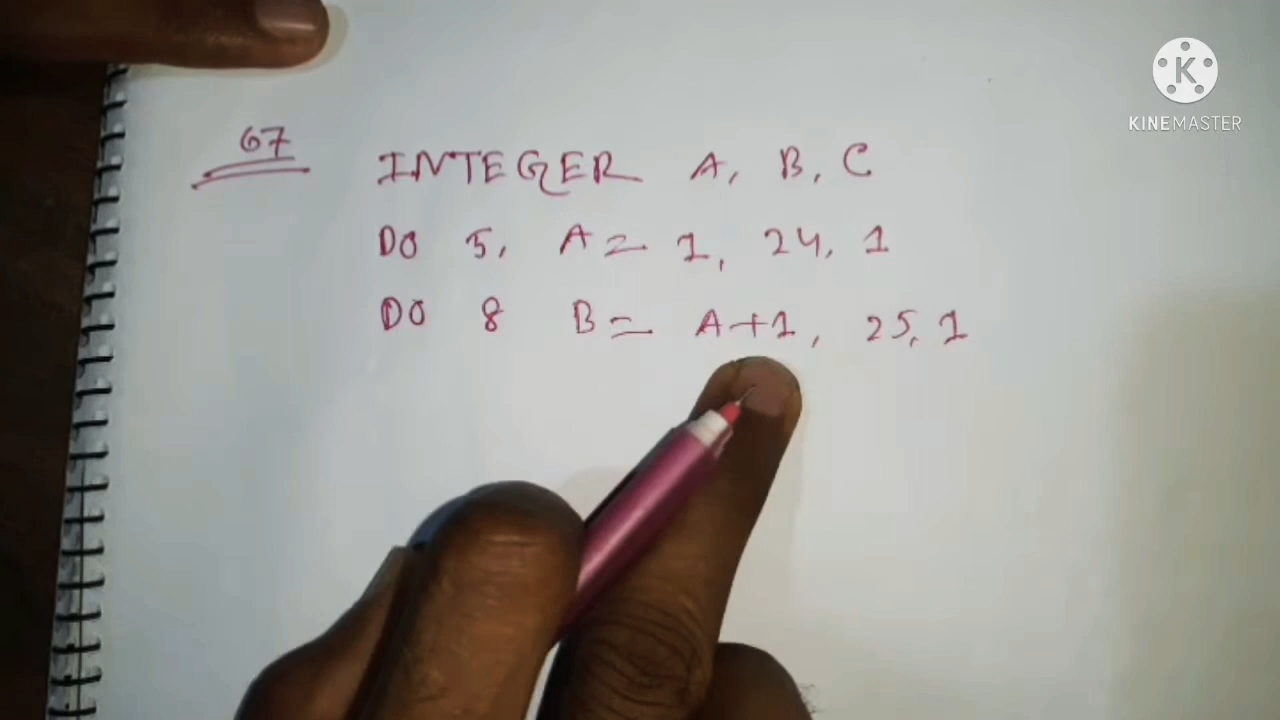 67
INTEGER A, B, C
DO 5, A = 1, 24, 1
DO 8 B = A+1, 25, 1
K
KINEMASTER